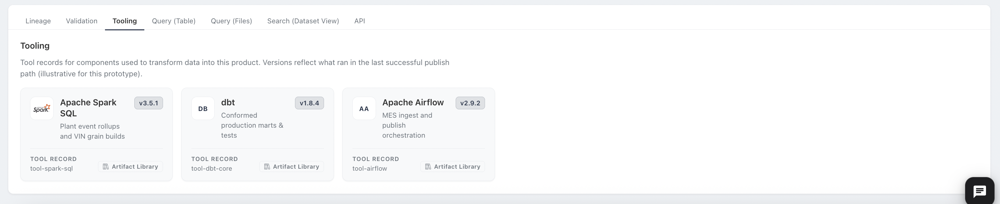 Lineage Validation Tooling Query (Table) Query (Files) Search (Dataset View) API
Tooling
Tool records for components used to transform data into this product. Versions reflect what ran in the last successful publish
path (illustrative for this prototype).
APACHE
Spark
Apache Spark
SQL
v3.5.1
Plant event rollups
and VIN grain builds
TOOL RECORD
tool-spark-sql
Artifact Library
DB
dbt
v1.8.4
Conformed
production marts &
tests
TOOL RECORD
tool-dbt-core
Artifact Library
AA
Apache Airflow
v2.9.2
MES ingest and
publish
orchestration
TOOL RECORD
tool-airflow
Artifact Library